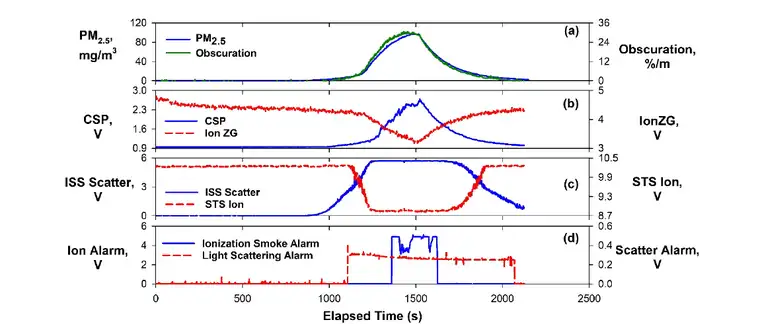 120
80
40
0
PM2.5,
mg/m3
PM2.5
Obscuration
(a)
36
24
12
0
Obscuration,
%/m
3.0
2.3
1.6
0.9
CSP,
V
CSP
Ion ZG
(b)
5
4
3
IonZG,
V
6
3
0
ISS Scatter,
V
ISS Scatter
STS Ion
(c)
10.5
9.9
9.3
8.7
STS Ion,
V
6
4
2
0
Ion Alarm,
V
Ionization Smoke Alarm
Light Scattering Alarm
(d)
0.6
0.4
0.2
0.0
Scatter Alarm,
V
0 500 1000 1500 2000 2500
Elapsed Time (s)